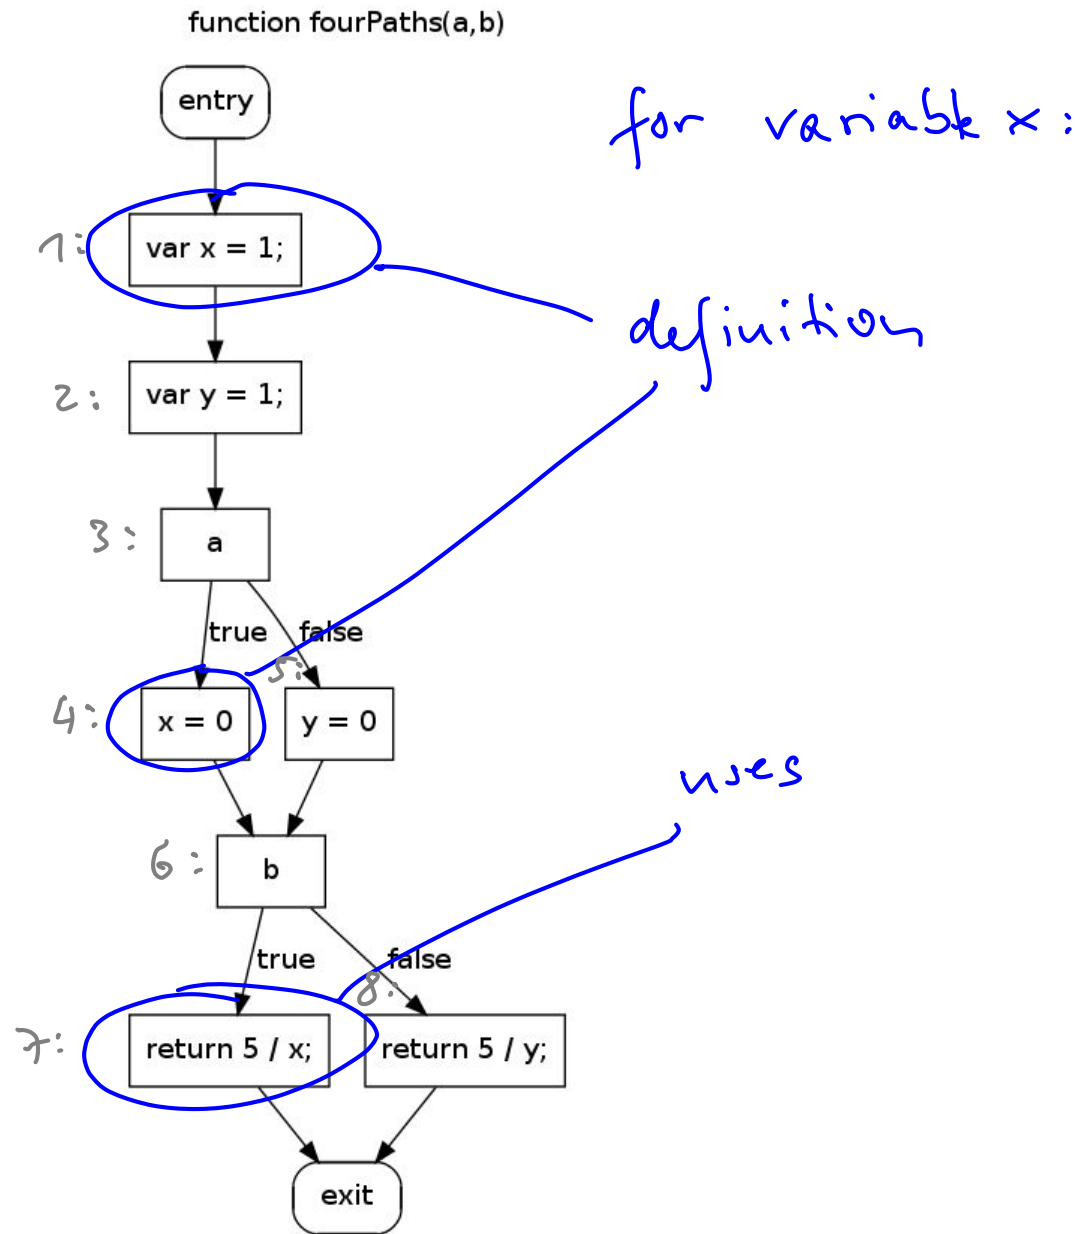 function fourPaths(a,b)
entry
for variable x:
1: var x = 1;
definition
2: var y = 1;
3: a
true false
5:
4: x = 0 y = 0
uses
6: b
true false
8:
7: return 5 / x; return 5 / y;
exit